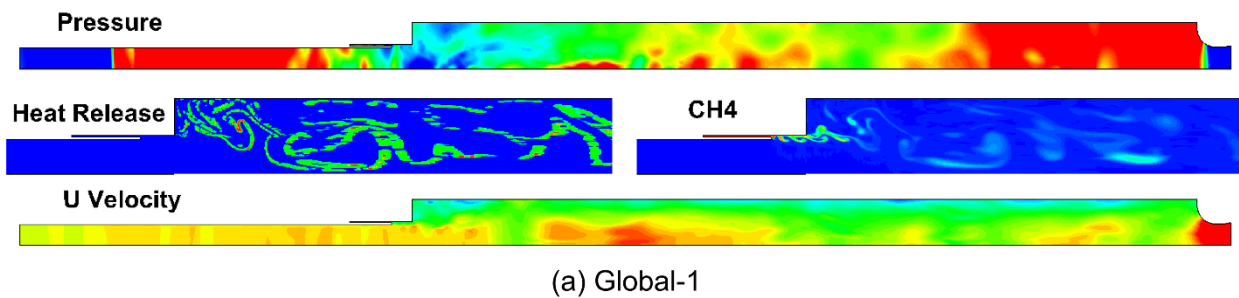 Pressure
Heat Release
CH4
U Velocity
(a) Global-1